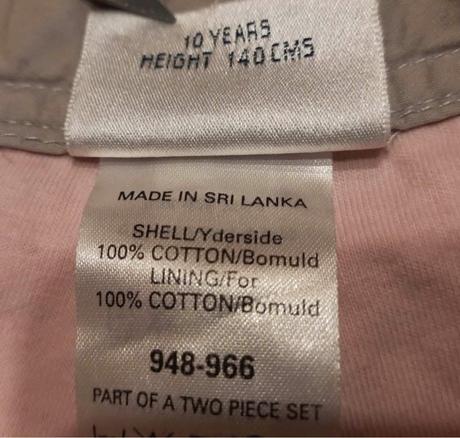 10 YEARS
HEIGHT 140CMS
MADE IN SRI LANKA
SHELL/Yderside
100% COTTON/Bomuld
LINING/For
100% COTTON/Bomuld
948-966
PART OF A TWO PIECE SET